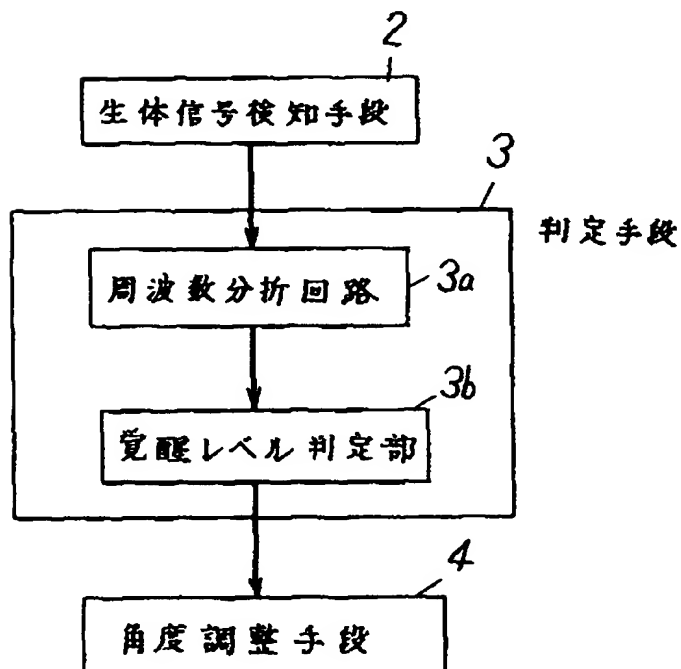 2
生体信号検知手段
3
判定手段
周波数分折回路
3a
3b
覚醒レベル判定部
4
角度調整手段